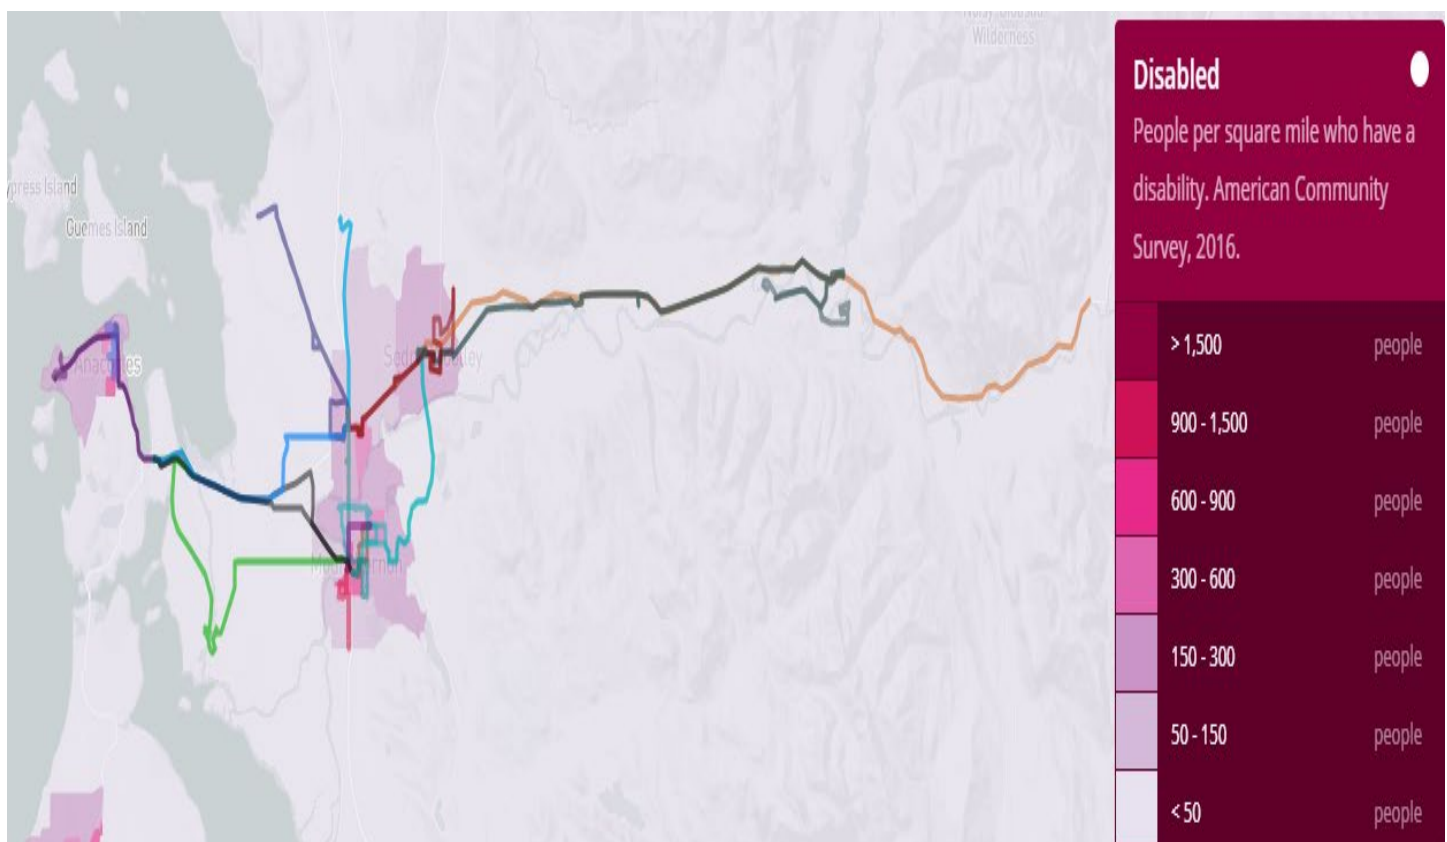 Wilderness
ypress Island
Guemes Island
Anacortes
Disabled
People per square mile who have a
disability. American Community
Survey, 2016.
> 1,500 people
900 - 1,500 people
600 - 900 people
300 - 600 people
150 - 300 people
50 - 150 people
< 50 people